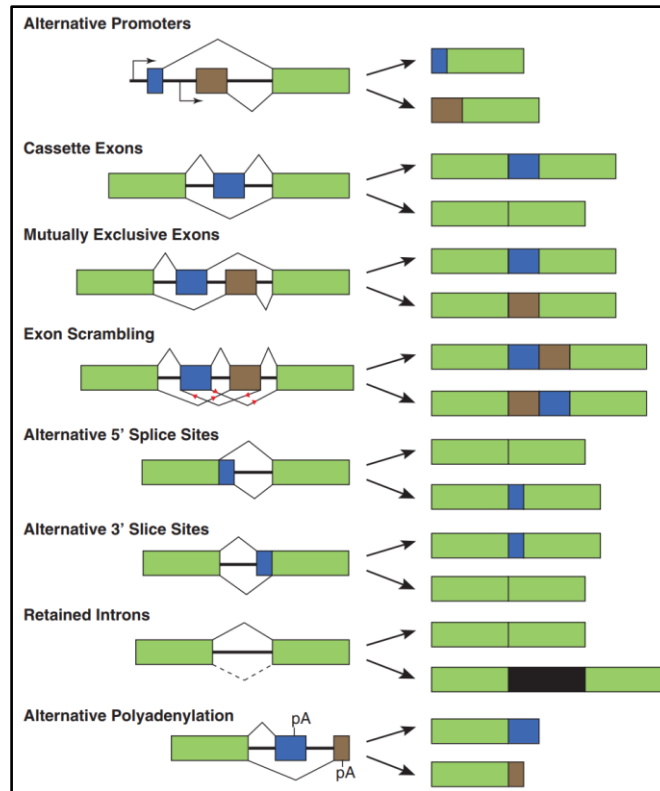 Alternative Promoters
Cassette Exons
Mutually Exclusive Exons
Exon Scrambling
Alternative 5' Splice Sites
Alternative 3' Slice Sites
Retained Introns
Alternative Polyadenylation
pA
pA